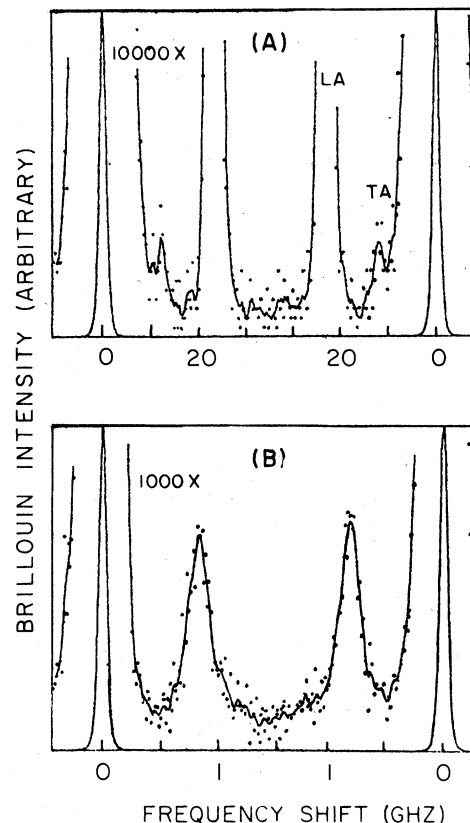 BRILLOUIN INTENSITY (ARBITRARY)
(A)
10000 X
LA
TA
0 20 20 0
(B)
1000 X
0 1 1 0
FREQUENCY SHIFT (GHZ)